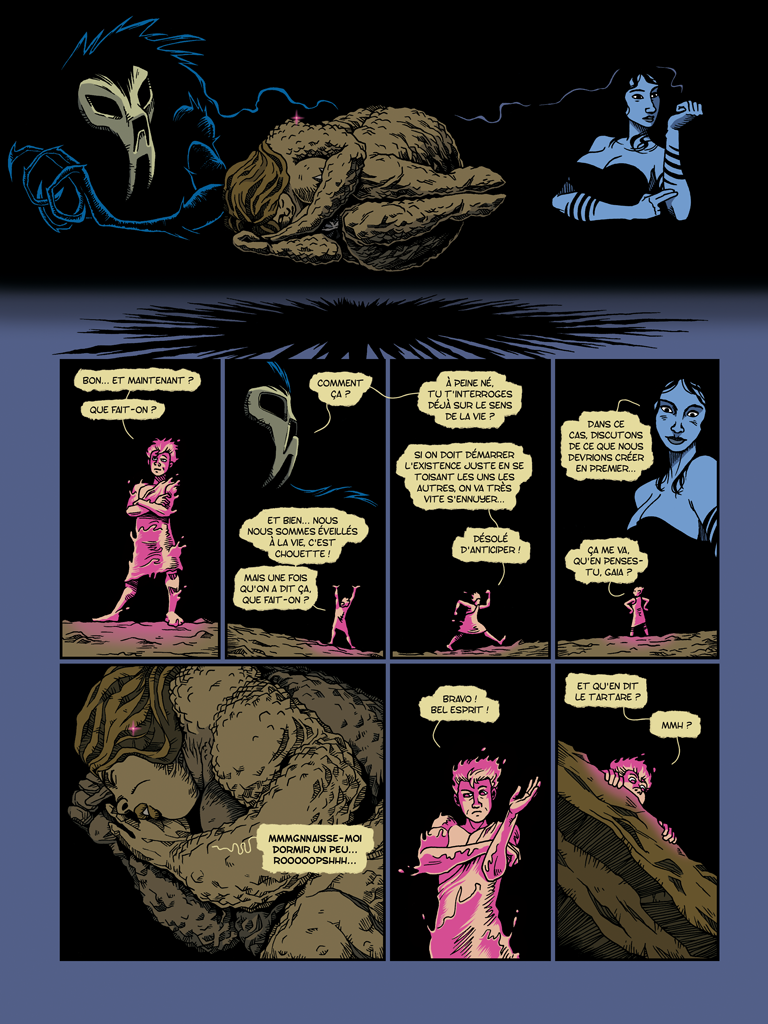 BON... ET MAINTENANT ?
QUE FAIT-ON ?
COMMENT
ÇA ?
ET BIEN... NOUS
NOUS SOMMES ÉVEILLÉS
À LA VIE, C'EST
CHOUETTE !
MAIS UNE FOIS
QU'ON A DIT ÇA,
QUE FAIT-ON ?
À PEINE NÉ,
TU T'INTERROGES
DÉJÀ SUR LE SENS
DE LA VIE ?
SI ON DOIT DÉMARRER
L'EXISTENCE JUSTE EN SE
TOISANT LES UNS LES
AUTRES, ON VA TRÈS
VITE S'ENNUYER...
DÉSOLÉ
D'ANTICIPER !
DANS CE
CAS, DISCUTONS
DE CE QUE NOUS
DEVRIONS CRÉER
EN PREMIER...
ÇA ME VA,
QU'EN PENSES-
TU, GAIA ?
MMMGNNAISSE-MOI
DORMIR UN PEU...
ROOOOOPSHHH...
BRAVO !
BEL ESPRIT !
ET QU'EN DIT
LE TARTARE ?
MMH ?